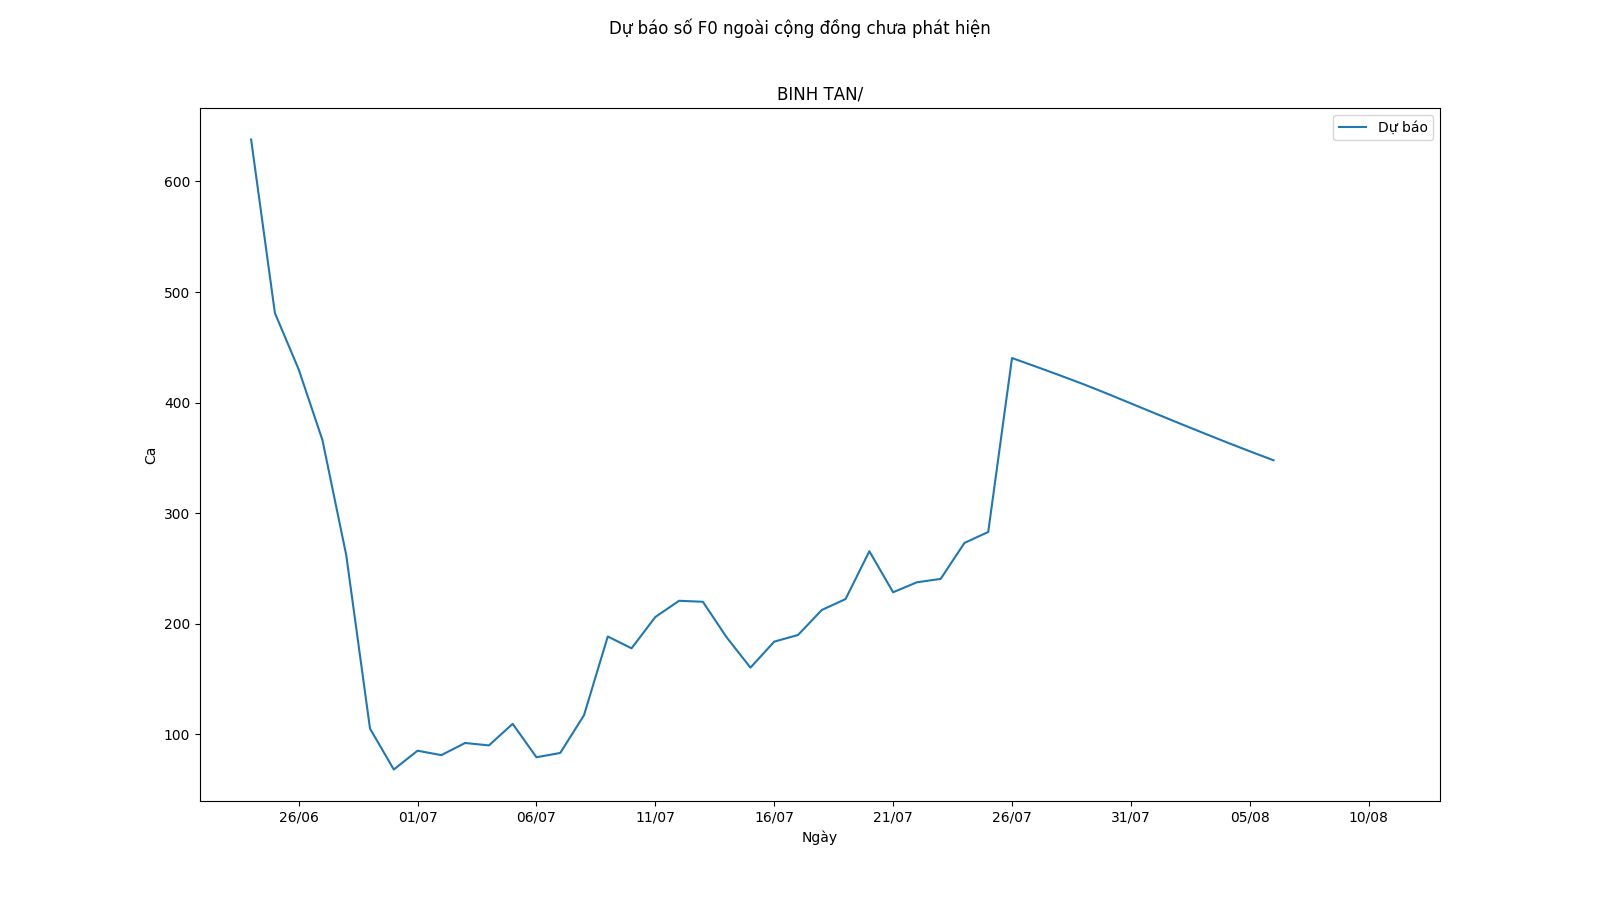 Dự báo số F0 ngoài cộng đồng chưa phát hiện
BINH TAN/
Dự báo
600
500
400
300
200
100
Ca
26/06 01/07 06/07 11/07 16/07 21/07 26/07 31/07 05/08 10/08
Ngày